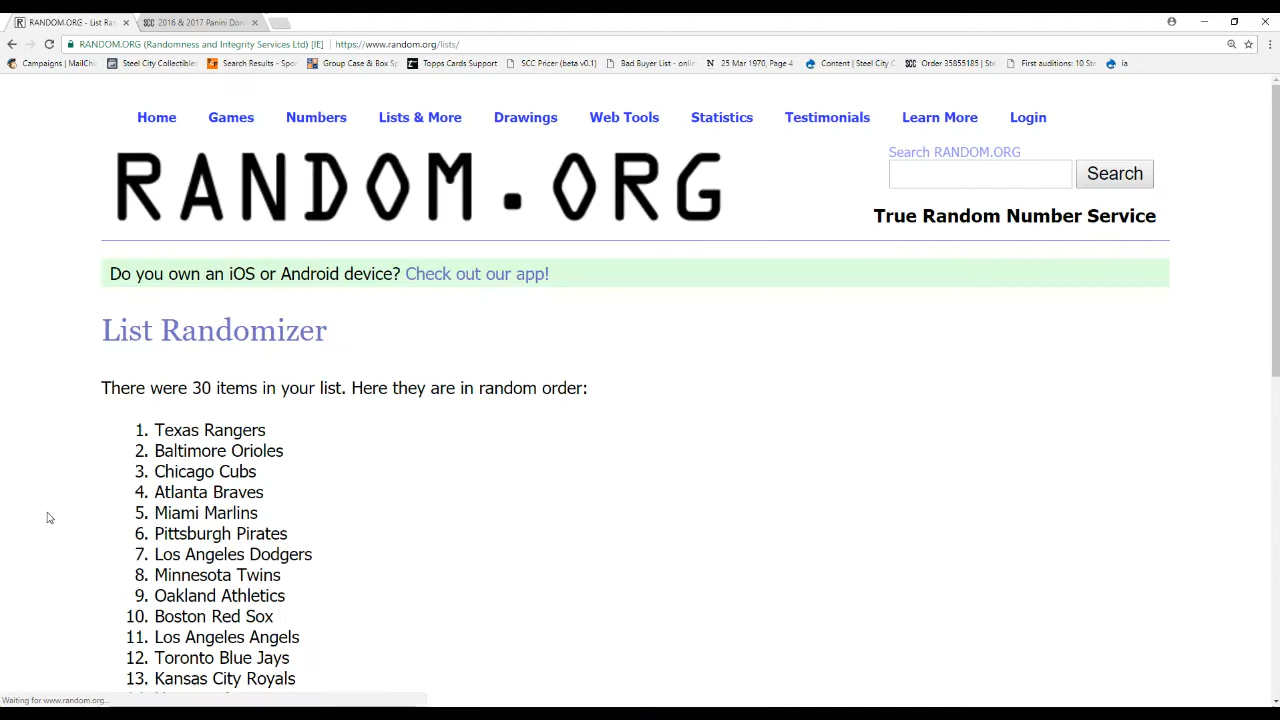 RANDOM.ORG - List Ra
SCC 2016 & 2017 Panini Don
RANDOM.ORG (Randomness and Integrity Services Ltd) [IE] https://www.random.org/lists/
Campaigns | MailChi Steel City Collectibles Search Results - Spo Group Case & Box Sp Topps Cards Support SCC Pricer (beta v0.1) Bad Buyer List - onlin 25 Mar 1970, Page 4 Content | Steel City C SCC Order 35855185 | Ste First auditions: 10 Ste ia
Home Games Numbers Lists & More Drawings Web Tools Statistics Testimonials Learn More Login
RANDOM.ORG
Search RANDOM.ORG
Search
True Random Number Service
Do you own an iOS or Android device? Check out our app!
List Randomizer
There were 30 items in your list. Here they are in random order:
1. Texas Rangers
2. Baltimore Orioles
3. Chicago Cubs
4. Atlanta Braves
5. Miami Marlins
6. Pittsburgh Pirates
7. Los Angeles Dodgers
8. Minnesota Twins
9. Oakland Athletics
10. Boston Red Sox
11. Los Angeles Angels
12. Toronto Blue Jays
13. Kansas City Royals
Waiting for www.random.org...